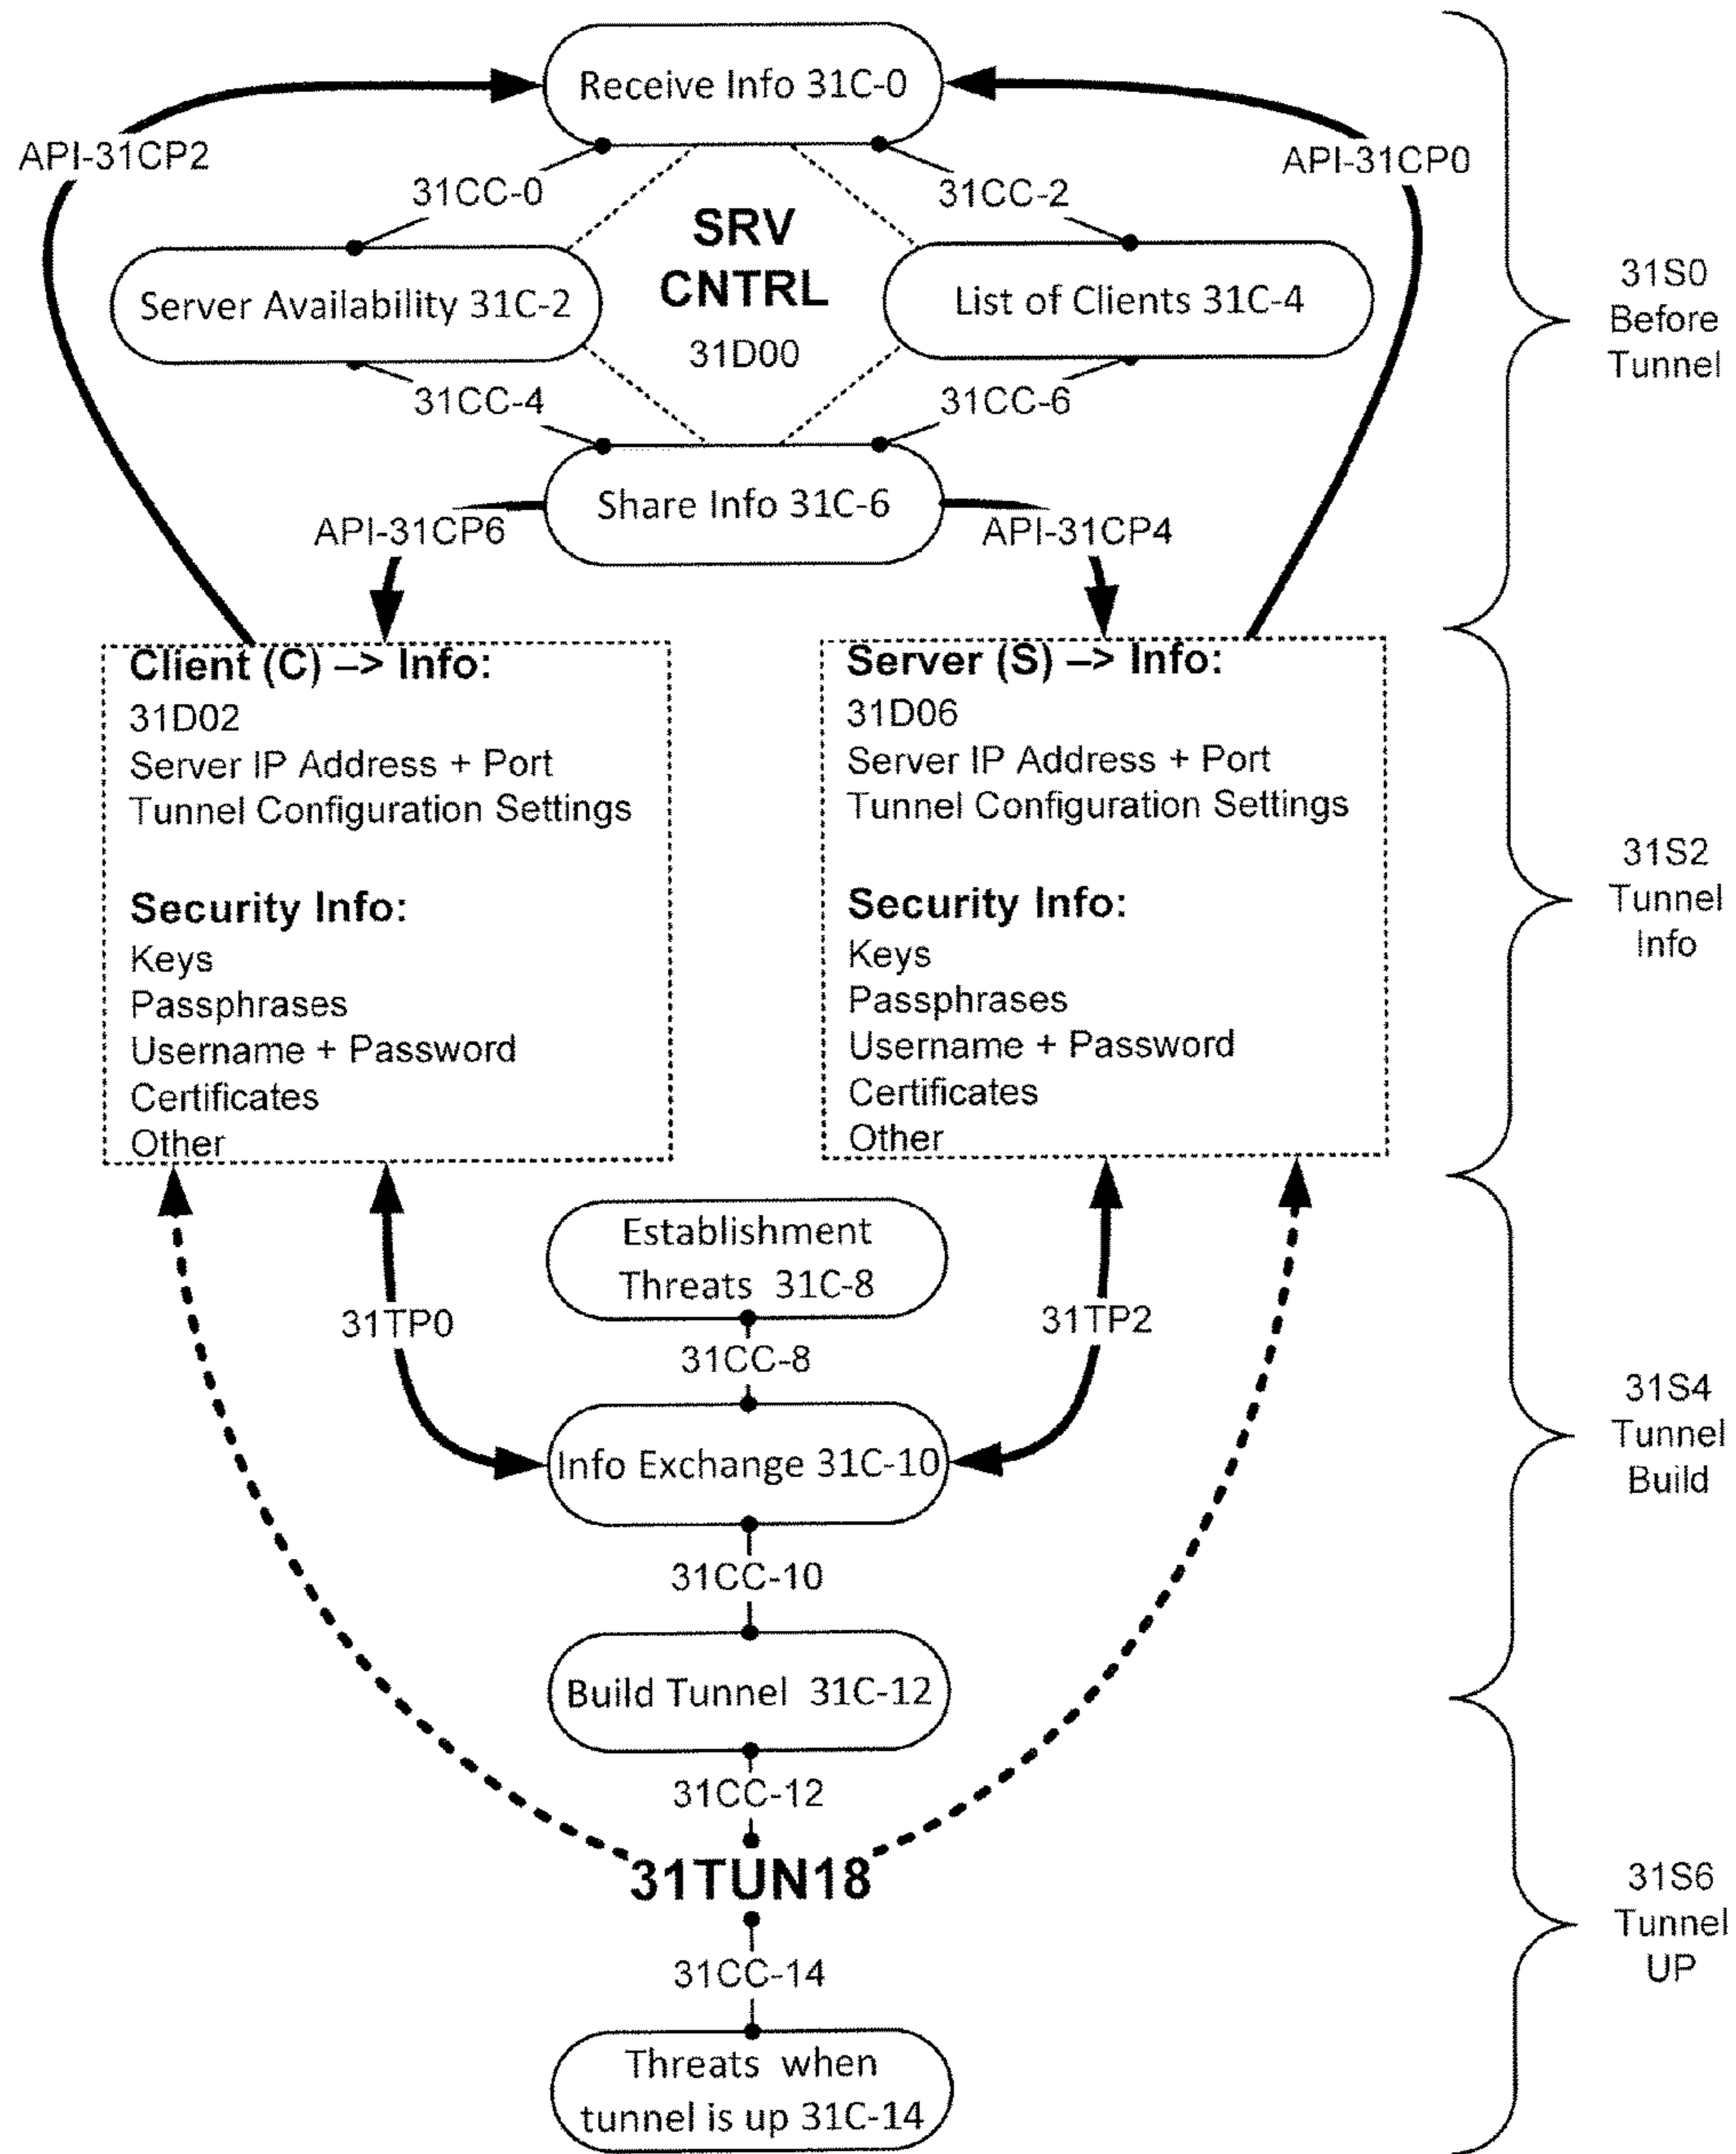 Receive Info 31C-0
API-31CP2
API-31CP0
31CC-0
31CC-2
SRV
CNTRL
31D00
Server Availability 31C-2
List of Clients 31C-4
31CC-4
31CC-6
Share Info 31C-6
API-31CP6
API-31CP4
31S0
Before
Tunnel
Client (C) –> Info:
31D02
Server IP Address + Port
Tunnel Configuration Settings
Security Info:
Keys
Passphrases
Username + Password
Certificates
Other
Server (S) –> Info:
31D06
Server IP Address + Port
Tunnel Configuration Settings
Security Info:
Keys
Passphrases
Username + Password
Certificates
Other
31S2
Tunnel
Info
Establishment
Threats 31C-8
31TP0
31TP2
31CC-8
Info Exchange 31C-10
31CC-10
Build Tunnel 31C-12
31S4
Tunnel
Build
31CC-12
31TUN18
31CC-14
Threats when
tunnel is up 31C-14
31S6
Tunnel
UP